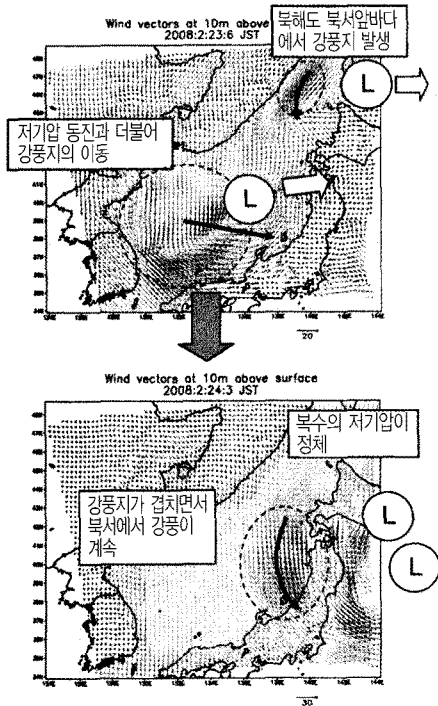 Wind vectors at 10m above
2008:2:23:6 JST
북해도 북서앞바다
에서 강풍지 발생
L
저기압 동진과 더불어
강풍지의 이동
L
20
Wind vectors at 10m above surface
2008:2:24:3 JST
복수의 저기압이
정체
강풍지가 겹치면서
북서에서 강풍이
계속
L
L
30